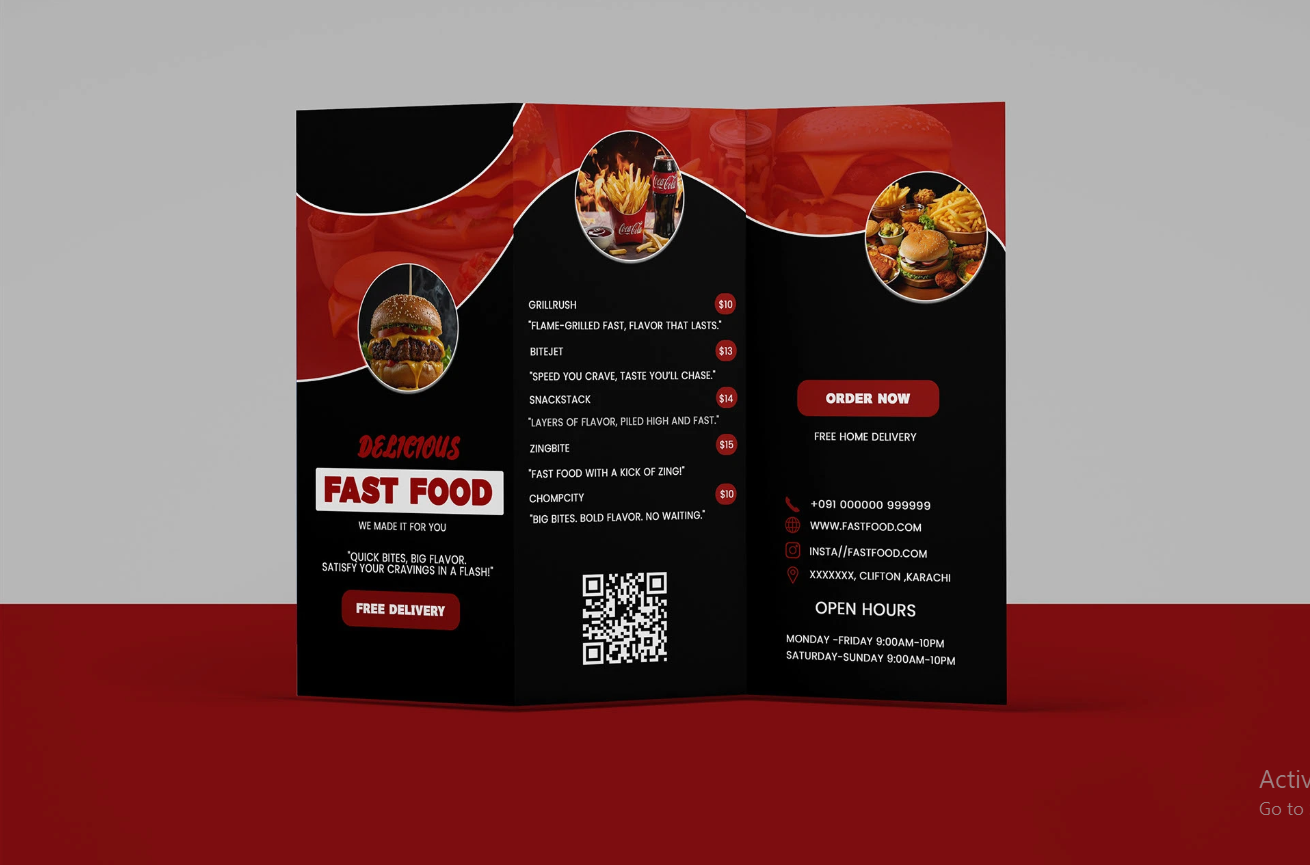 DELICIOUS
FAST FOOD
WE MADE IT FOR YOU
"QUICK BITES, BIG FLAVOR.
SATISFY YOUR CRAVINGS IN A FLASH!"
FREE DELIVERY
Coca-Cola
Coca-Cola
GRILLRUSH $10
"FLAME-GRILLED FAST, FLAVOR THAT LASTS."
BITEJET $13
"SPEED YOU CRAVE, TASTE YOU'LL CHASE."
SNACKSTACK $14
"LAYERS OF FLAVOR, PILED HIGH AND FAST."
ZINGBITE $15
"FAST FOOD WITH A KICK OF ZING!"
CHOMPCITY $10
"BIG BITES. BOLD FLAVOR. NO WAITING."
ORDER NOW
FREE HOME DELIVERY
+091 000000 999999
WWW.FASTFOOD.COM
INSTA//FASTFOOD.COM
XXXXXXX, CLIFTON ,KARACHI
OPEN HOURS
MONDAY -FRIDAY 9:00AM-10PM
SATURDAY-SUNDAY 9:00AM-10PM
Activ
Go to